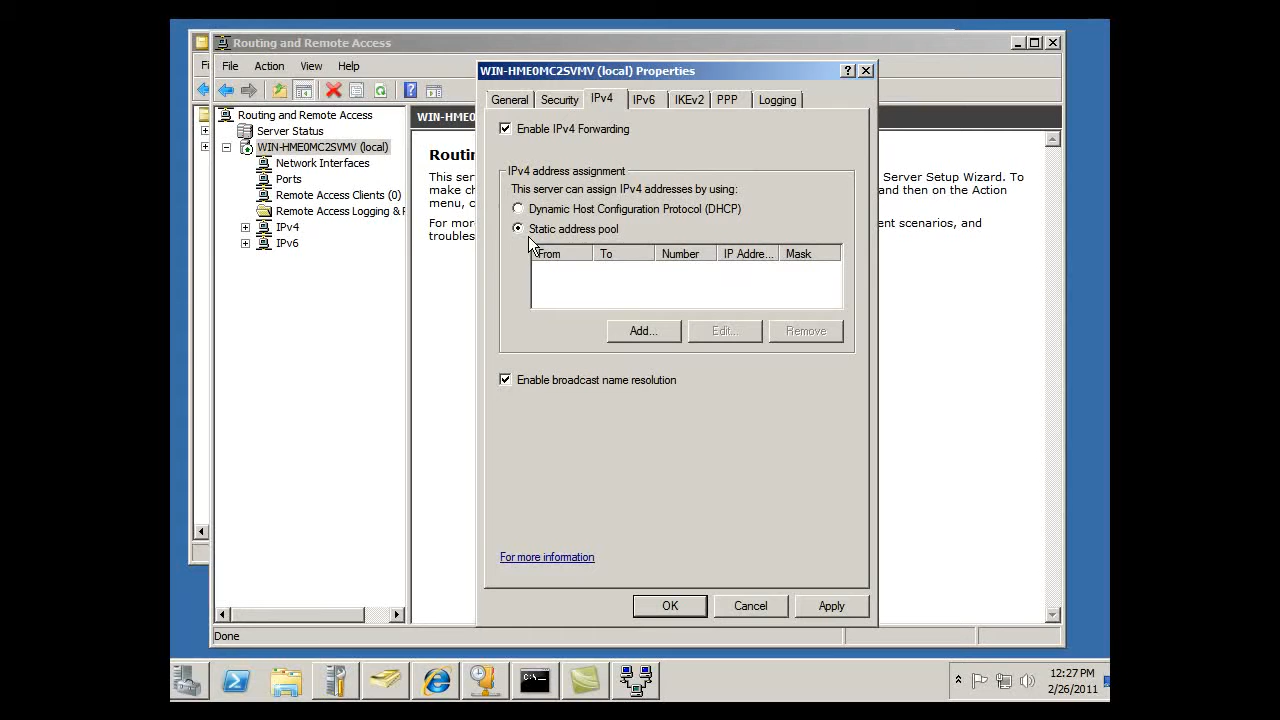 Routing and Remote Access
Fi
File Action View Help
WIN-HME0MC2SVMV (local) Properties
General Security IPv4 IPv6 IKEv2 PPP Logging
Routing and Remote Access
Server Status
WIN-HME0MC2SVMV (local)
Network Interfaces
Ports
Remote Access Clients (0)
Remote Access Logging & P
IPv4
IPv6
WIN-HME0
Routin
This ser
make ch
menu, c
For more
troubles
Server Setup Wizard. To
and then on the Action
ent scenarios, and
Enable IPv4 Forwarding
IPv4 address assignment
This server can assign IPv4 addresses by using:
Dynamic Host Configuration Protocol (DHCP)
Static address pool
From To Number IP Addre... Mask
Add... Edit... Remove
Enable broadcast name resolution
For more information
OK Cancel Apply
Done
C:\
12:27 PM
2/26/2011